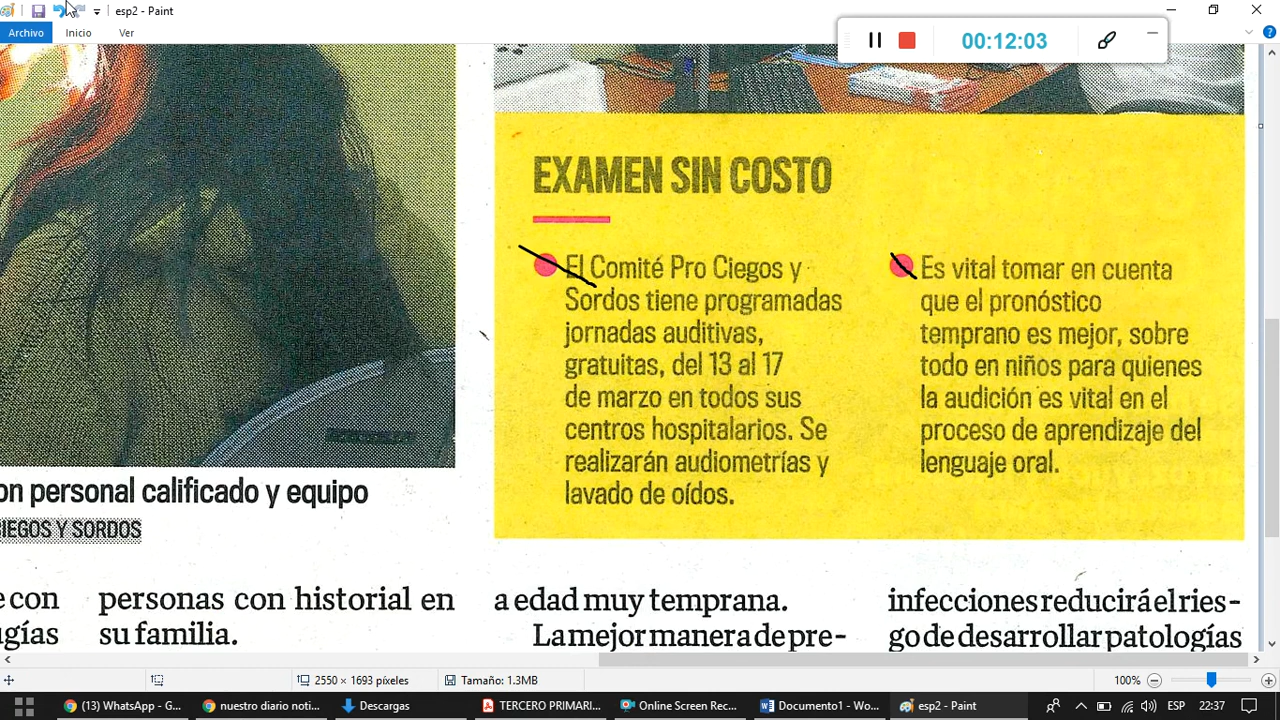 esp2 - Paint
Archivo Inicio Ver
00:12:03
EXAMEN SIN COSTO
El Comité Pro Ciegos y
Sordos tiene programadas
jornadas auditivas,
gratuitas, del 13 al 17
de marzo en todos sus
centros hospitalarios. Se
realizarán audiometrías y
lavado de oídos.
Es vital tomar en cuenta
que el pronóstico
temprano es mejor, sobre
todo en niños para quienes
la audición es vital en el
proceso de aprendizaje del
lenguaje oral.
on personal calificado y equipo
IEGOS Y SORDOS
e con
ugías
personas con historial en
su familia.
a edad muy temprana.
La mejor manera de pre-
infecciones reducirá el ries-
go de desarrollar patologías
2550 × 1693 píxeles
Tamaño: 1.3MB
100%
(13) WhatsApp - G...
nuestro diario noti...
Descargas
TERCERO PRIMARI...
Online Screen Rec...
Documento1 - Wo...
esp2 - Paint
ESP
22:37